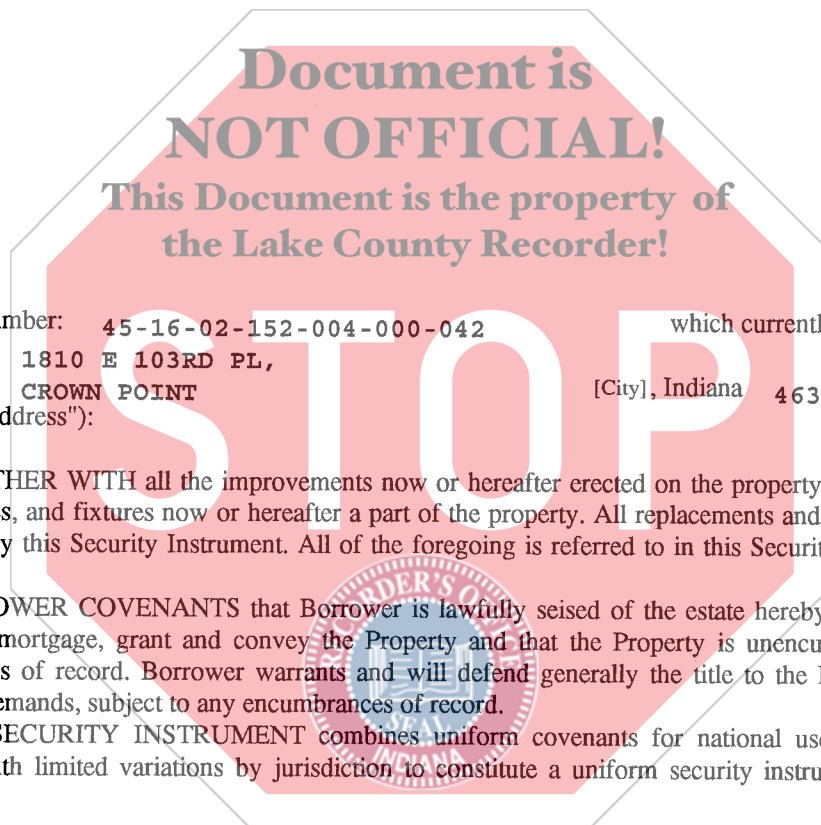 Document is
NOT OFFICIAL!
This Document is the property of
the Lake County Recorder!
STOP
mber: 45-16-02-152-004-000-042 which currentl
1810 E 103RD PL,
CROWN POINT [City], Indiana 463
ddress"):
THER WITH all the improvements now or hereafter erected on the property
s, and fixtures now or hereafter a part of the property. All replacements and
y this Security Instrument. All of the foregoing is referred to in this Securit
OWER COVENANTS that Borrower is lawfully seised of the estate hereby
mortgage, grant and convey the Property and that the Property is unencu
s of record. Borrower warrants and will defend generally the title to the
emands, subject to any encumbrances of record.
SECURITY INSTRUMENT combines uniform covenants for national us
th limited variations by jurisdiction to constitute a uniform security instru
RECORDER'S OFFICE
SEAL
INDIANA